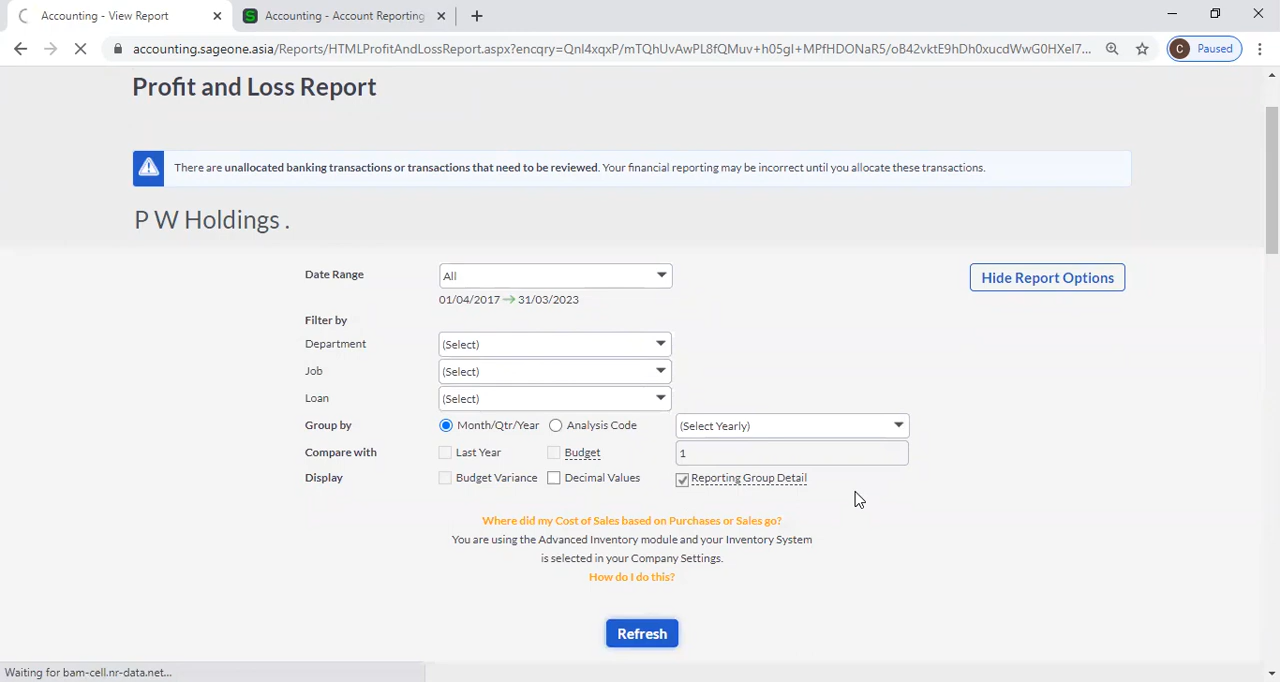 Accounting - View Report
Accounting - Account Reporting
accounting.sageone.asia/Reports/HTMLProfitAndLossReport.aspx?encqry=QnI4xqxP/mTQhUvAwPL8fQMuv+h05gI+MPfHDONaR5/oB42vktE9hDh0xucdWwG0HXel7...
C Paused
Profit and Loss Report
There are unallocated banking transactions or transactions that need to be reviewed. Your financial reporting may be incorrect until you allocate these transactions.
P W Holdings .
Date Range All
Hide Report Options
01/04/2017 → 31/03/2023
Filter by
Department (Select)
Job (Select)
Loan (Select)
Group by Month/Qtr/Year Analysis Code (Select Yearly)
Compare with Last Year Budget 1
Display Budget Variance Decimal Values Reporting Group Detail
Where did my Cost of Sales based on Purchases or Sales go?
You are using the Advanced Inventory module and your Inventory System
is selected in your Company Settings.
How do I do this?
Refresh
Waiting for bam-cell.nr-data.net...